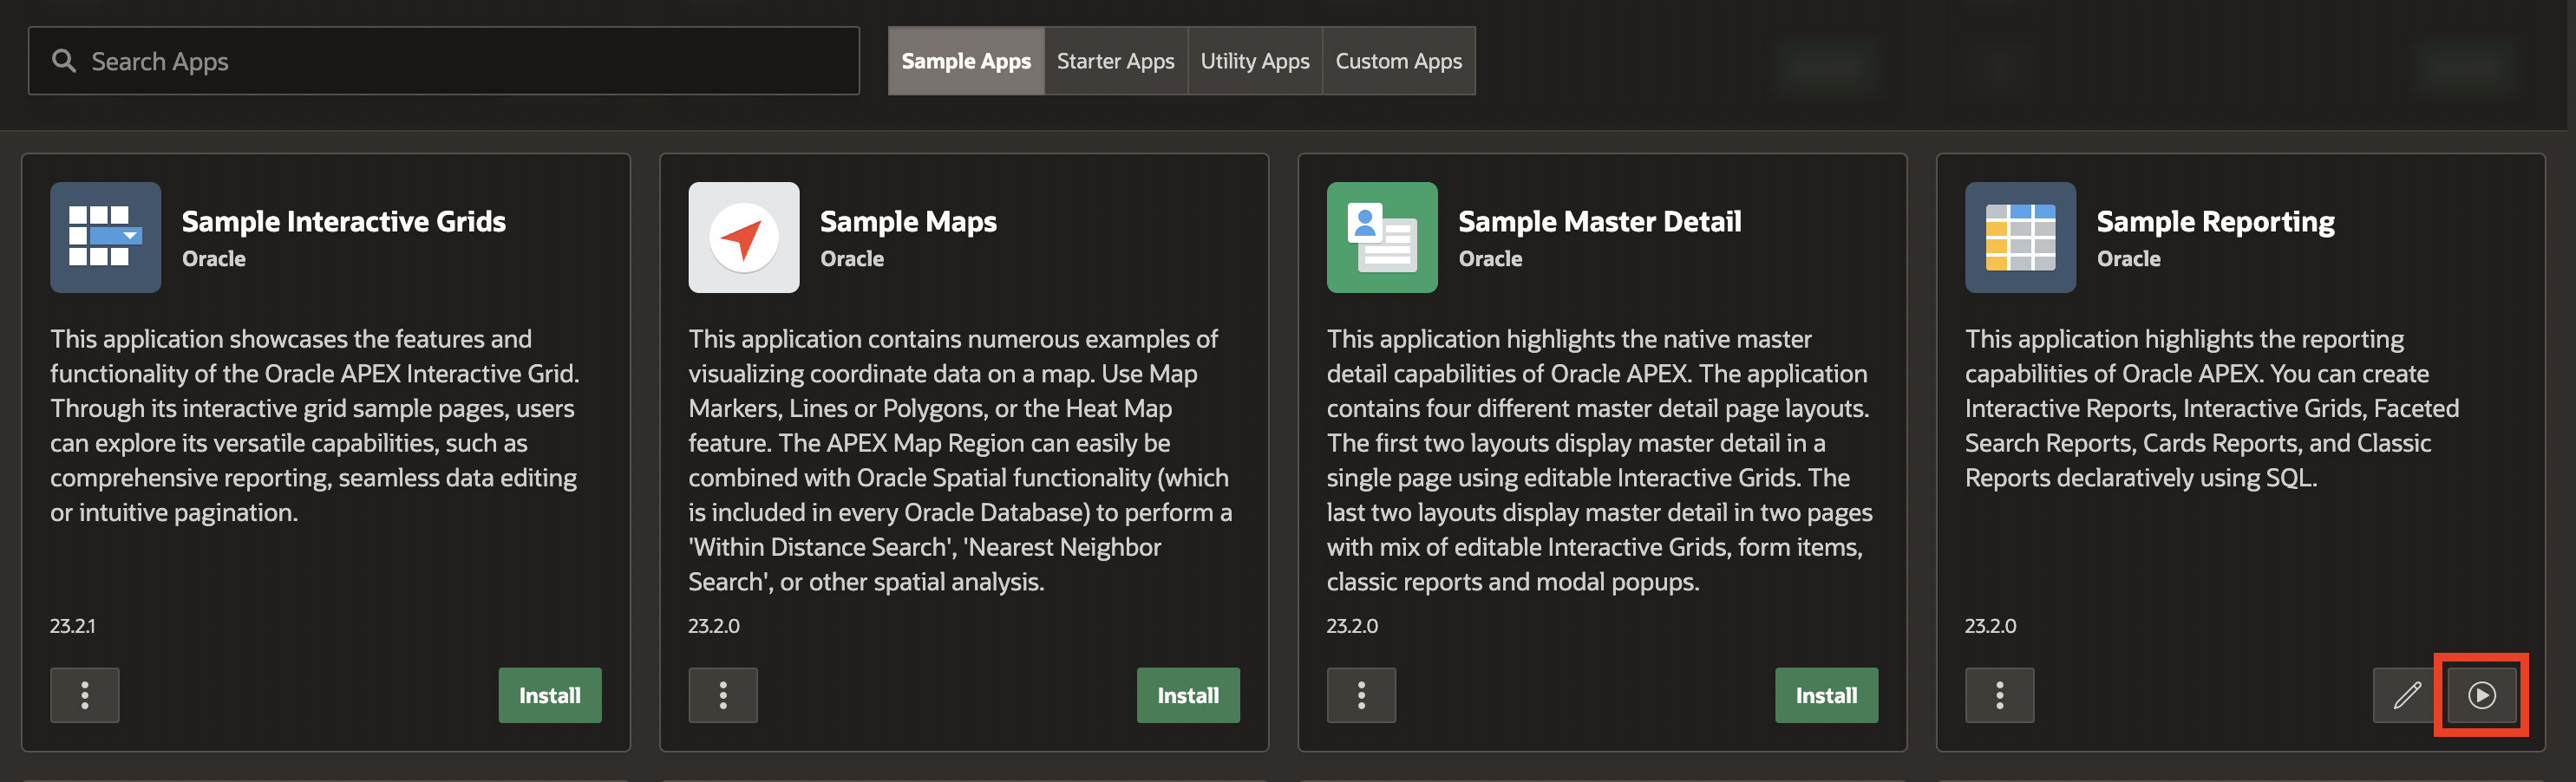 Search Apps
Sample Apps
Starter Apps
Utility Apps
Custom Apps
Sample Interactive Grids
Oracle
This application showcases the features and
functionality of the Oracle APEX Interactive Grid.
Through its interactive grid sample pages, users
can explore its versatile capabilities, such as
comprehensive reporting, seamless data editing
or intuitive pagination.
23.2.1
Install
Sample Maps
Oracle
This application contains numerous examples of
visualizing coordinate data on a map. Use Map
Markers, Lines or Polygons, or the Heat Map
feature. The APEX Map Region can easily be
combined with Oracle Spatial functionality (which
is included in every Oracle Database) to perform a
'Within Distance Search', 'Nearest Neighbor
Search', or other spatial analysis.
23.2.0
Install
Sample Master Detail
Oracle
This application highlights the native master
detail capabilities of Oracle APEX. The application
contains four different master detail page layouts.
The first two layouts display master detail in a
single page using editable Interactive Grids. The
last two layouts display master detail in two pages
with mix of editable Interactive Grids, form items,
classic reports and modal popups.
23.2.0
Install
Sample Reporting
Oracle
This application highlights the reporting
capabilities of Oracle APEX. You can create
Interactive Reports, Interactive Grids, Faceted
Search Reports, Cards Reports, and Classic
Reports declaratively using SQL.
23.2.0